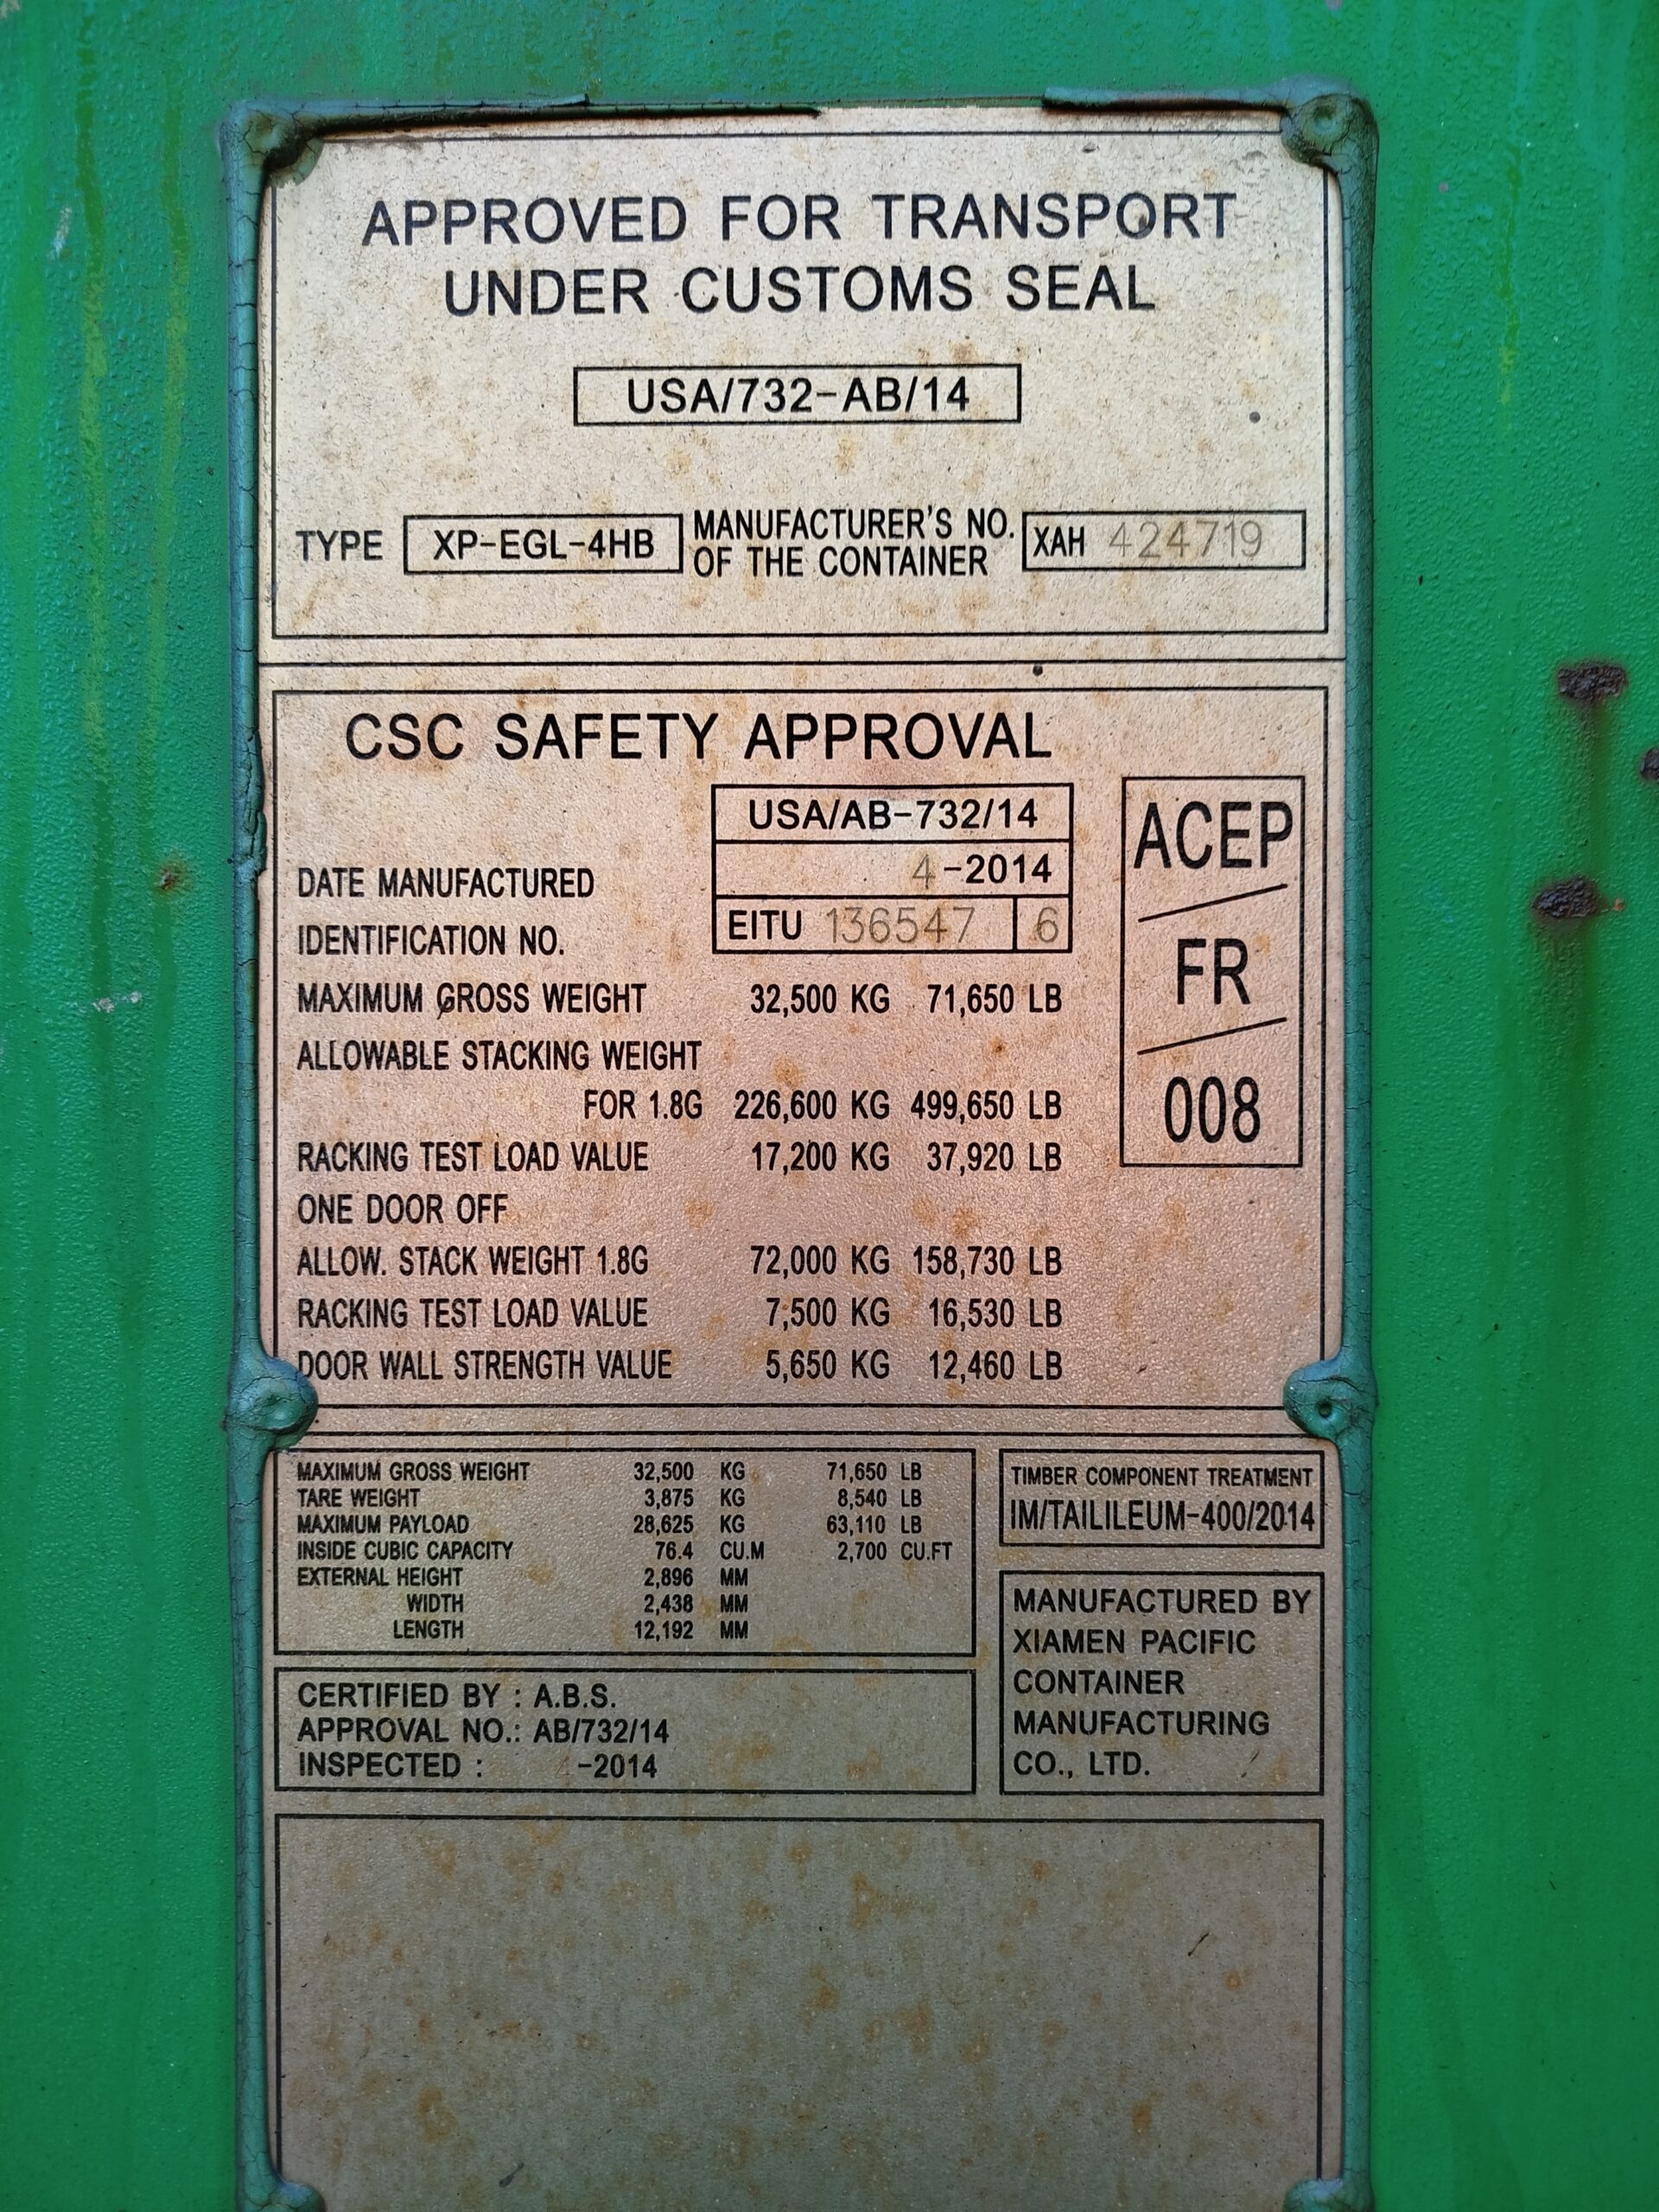 APPROVED FOR TRANSPORT
UNDER CUSTOMS SEAL
USA/732-AB/14
TYPE XP-EGL-4HB MANUFACTURER'S NO.
OF THE CONTAINER XAH 424719
CSC SAFETY APPROVAL
USA/AB-732/14
DATE MANUFACTURED 4-2014
IDENTIFICATION NO. EITU 136547 6
MAXIMUM GROSS WEIGHT 32,500 KG 71,650 LB
ALLOWABLE STACKING WEIGHT
FOR 1.8G 226,600 KG 499,650 LB
RACKING TEST LOAD VALUE 17,200 KG 37,920 LB
ONE DOOR OFF
ALLOW. STACK WEIGHT 1.8G 72,000 KG 158,730 LB
RACKING TEST LOAD VALUE 7,500 KG 16,530 LB
DOOR WALL STRENGTH VALUE 5,650 KG 12,460 LB
ACEP
FR
008
MAXIMUM GROSS WEIGHT 32,500 KG 71,650 LB
TARE WEIGHT 3,875 KG 8,540 LB
MAXIMUM PAYLOAD 28,625 KG 63,110 LB
INSIDE CUBIC CAPACITY 76.4 CU.M 2,700 CU.FT
EXTERNAL HEIGHT 2,896 MM
WIDTH 2,438 MM
LENGTH 12,192 MM
TIMBER COMPONENT TREATMENT
IM/TAILILEUM-400/2014
CERTIFIED BY : A.B.S.
APPROVAL NO.: AB/732/14
INSPECTED : -2014
MANUFACTURED BY
XIAMEN PACIFIC
CONTAINER
MANUFACTURING
CO., LTD.